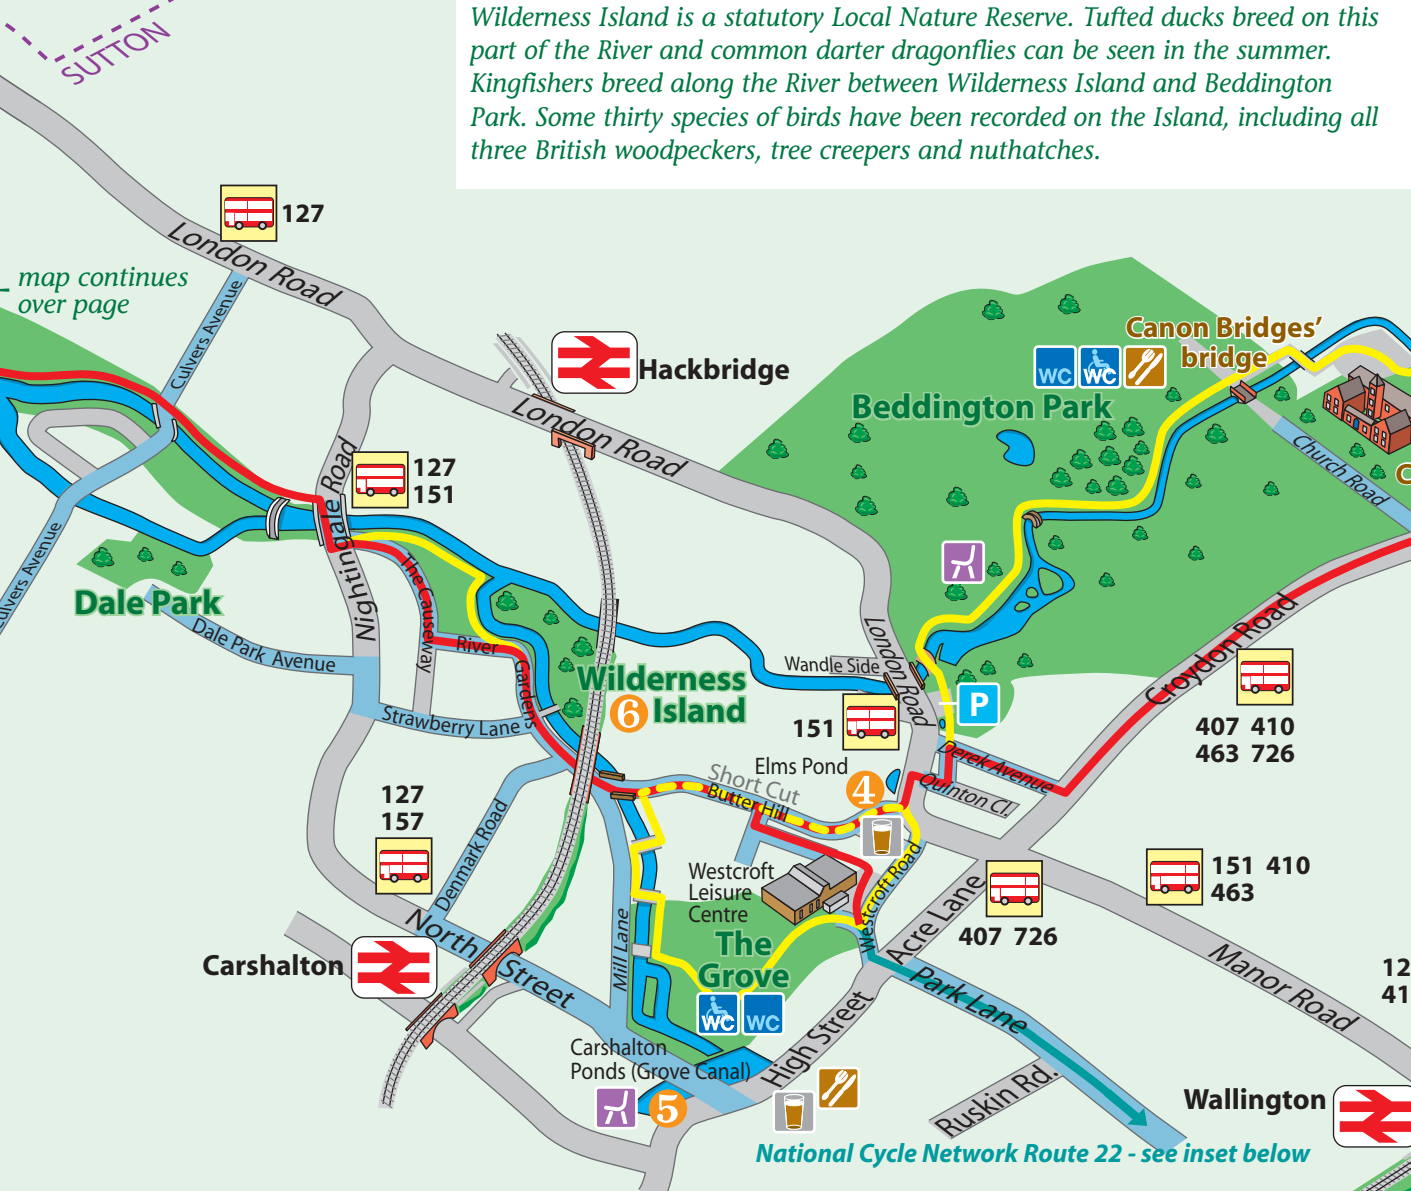 Wilderness Island is a statutory Local Nature Reserve. Tufted ducks breed on this
part of the River and common darter dragonflies can be seen in the summer.
Kingfishers breed along the River between Wilderness Island and Beddington
Park. Some thirty species of birds have been recorded on the Island, including all
three British woodpeckers, tree creepers and nuthatches.
SUTTON
127
London Road
map continues
over page
Culvers Avenue
Hackbridge
London Road
Canon Bridges'
bridge
WC
WC
Beddington Park
Church Road
C
127
151
Nightingale Road
Culvers Avenue
Dale Park
Dale Park Avenue
The Causeway
River
Gardens
Strawberry Lane
Wilderness
Island
6
Wandle Side
London Road
P
151
Croydon Road
407 410
463 726
Derek Avenue
Quinton Cl.
Elms Pond
4
Short Cut
Butter Hill
127
157
Denmark Road
Westcroft
Leisure
Centre
Westcroft Road
Acre Lane
407 726
151 410
463
Manor Road
12
41
North
Street
Carshalton
Mill Lane
The
Grove
WC
WC
Park Lane
High Street
Carshalton
Ponds (Grove Canal)
5
Ruskin Rd.
Wallington
National Cycle Network Route 22 - see inset below